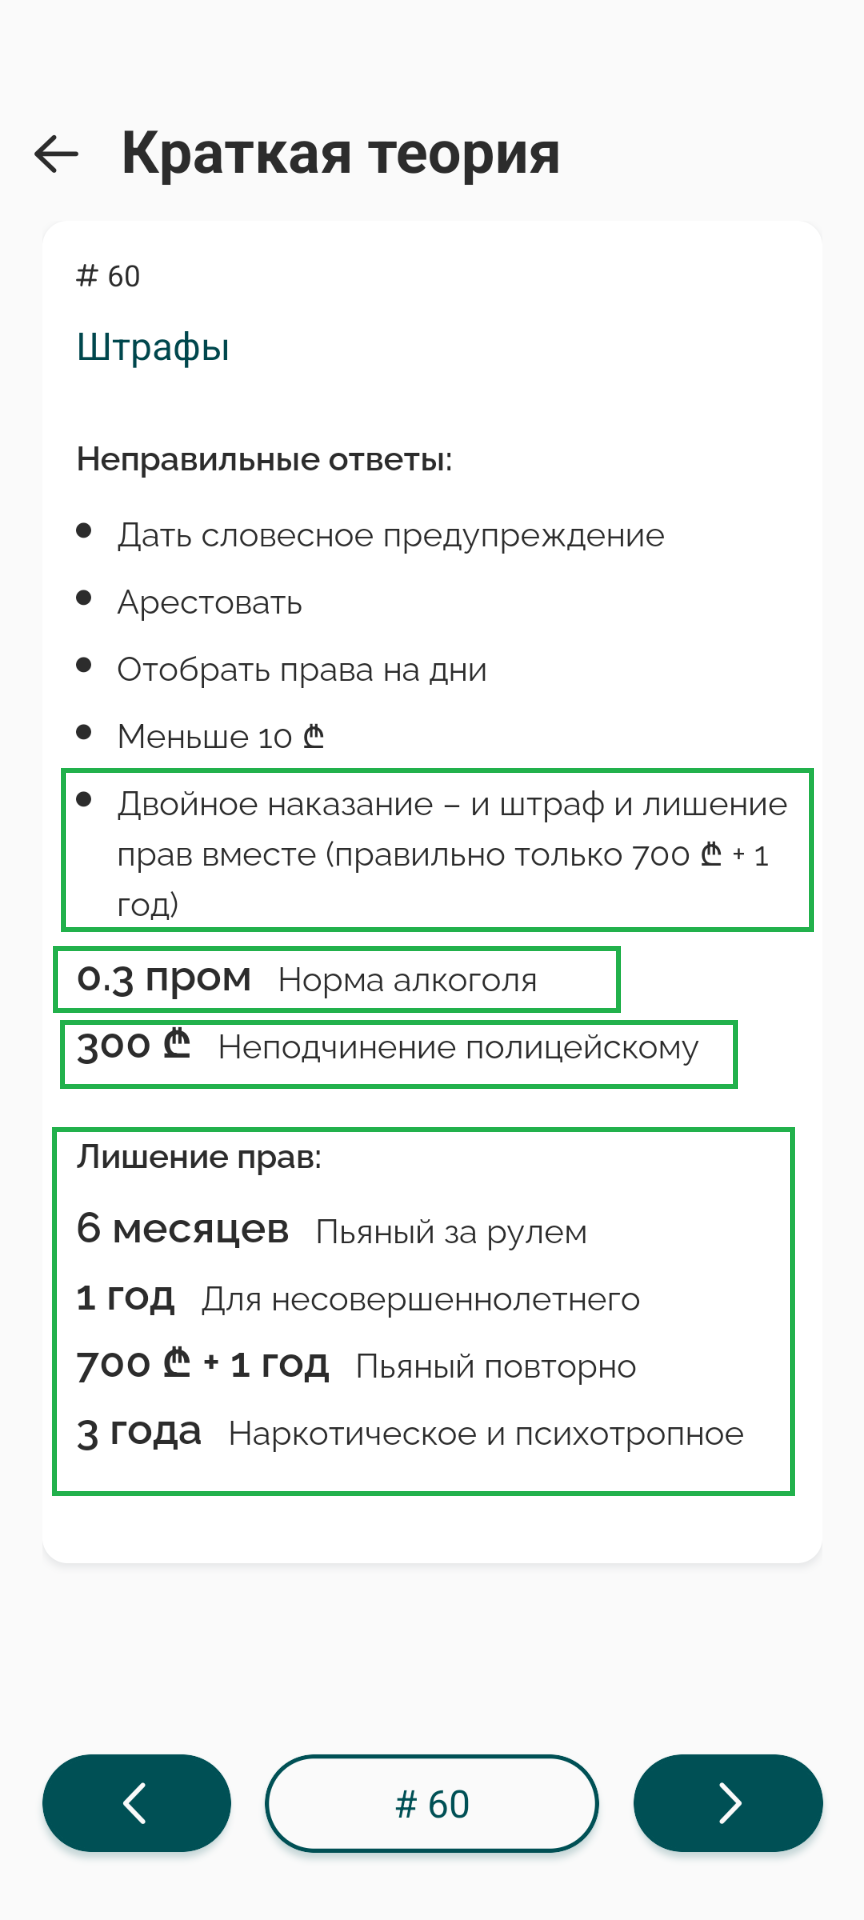 Краткая теория
# 60
Штрафы
Неправильные ответы:
• Дать словесное предупреждение
• Арестовать
• Отобрать права на дни
• Меньше 10 ₾
• Двойное наказание – и штраф и лишение
прав вместе (правильно только 700 ₾ + 1
год)
0.3 пром Норма алкоголя
300 ₾ Неподчинение полицейскому
Лишение прав:
6 месяцев Пьяный за рулем
1 год Для несовершеннолетнего
700 ₾ + 1 год Пьяный повторно
3 года Наркотическое и психотропное
# 60